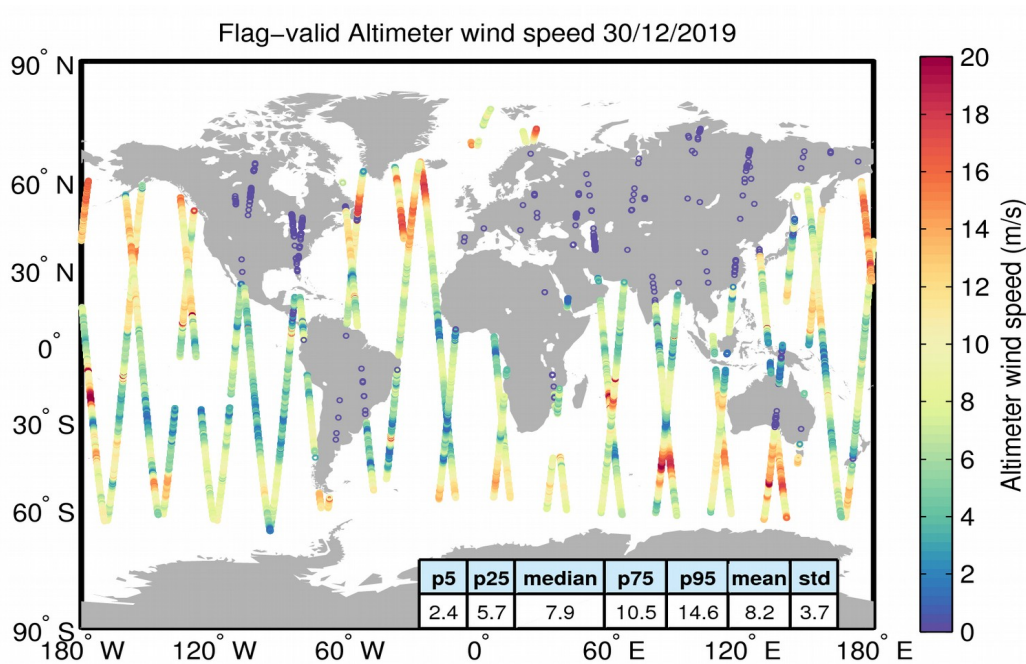 Flag−valid Altimeter wind speed 30/12/2019
90° N
60° N
30° N
0°
30° S
60° S
90° S
180° W
120° W
60° W
0°
60° E
120° E
180° E
p5 p25 median p75 p95 mean std
2.4 5.7 7.9 10.5 14.6 8.2 3.7
20
18
16
14
12
10
8
6
4
2
0
Altimeter wind speed (m/s)